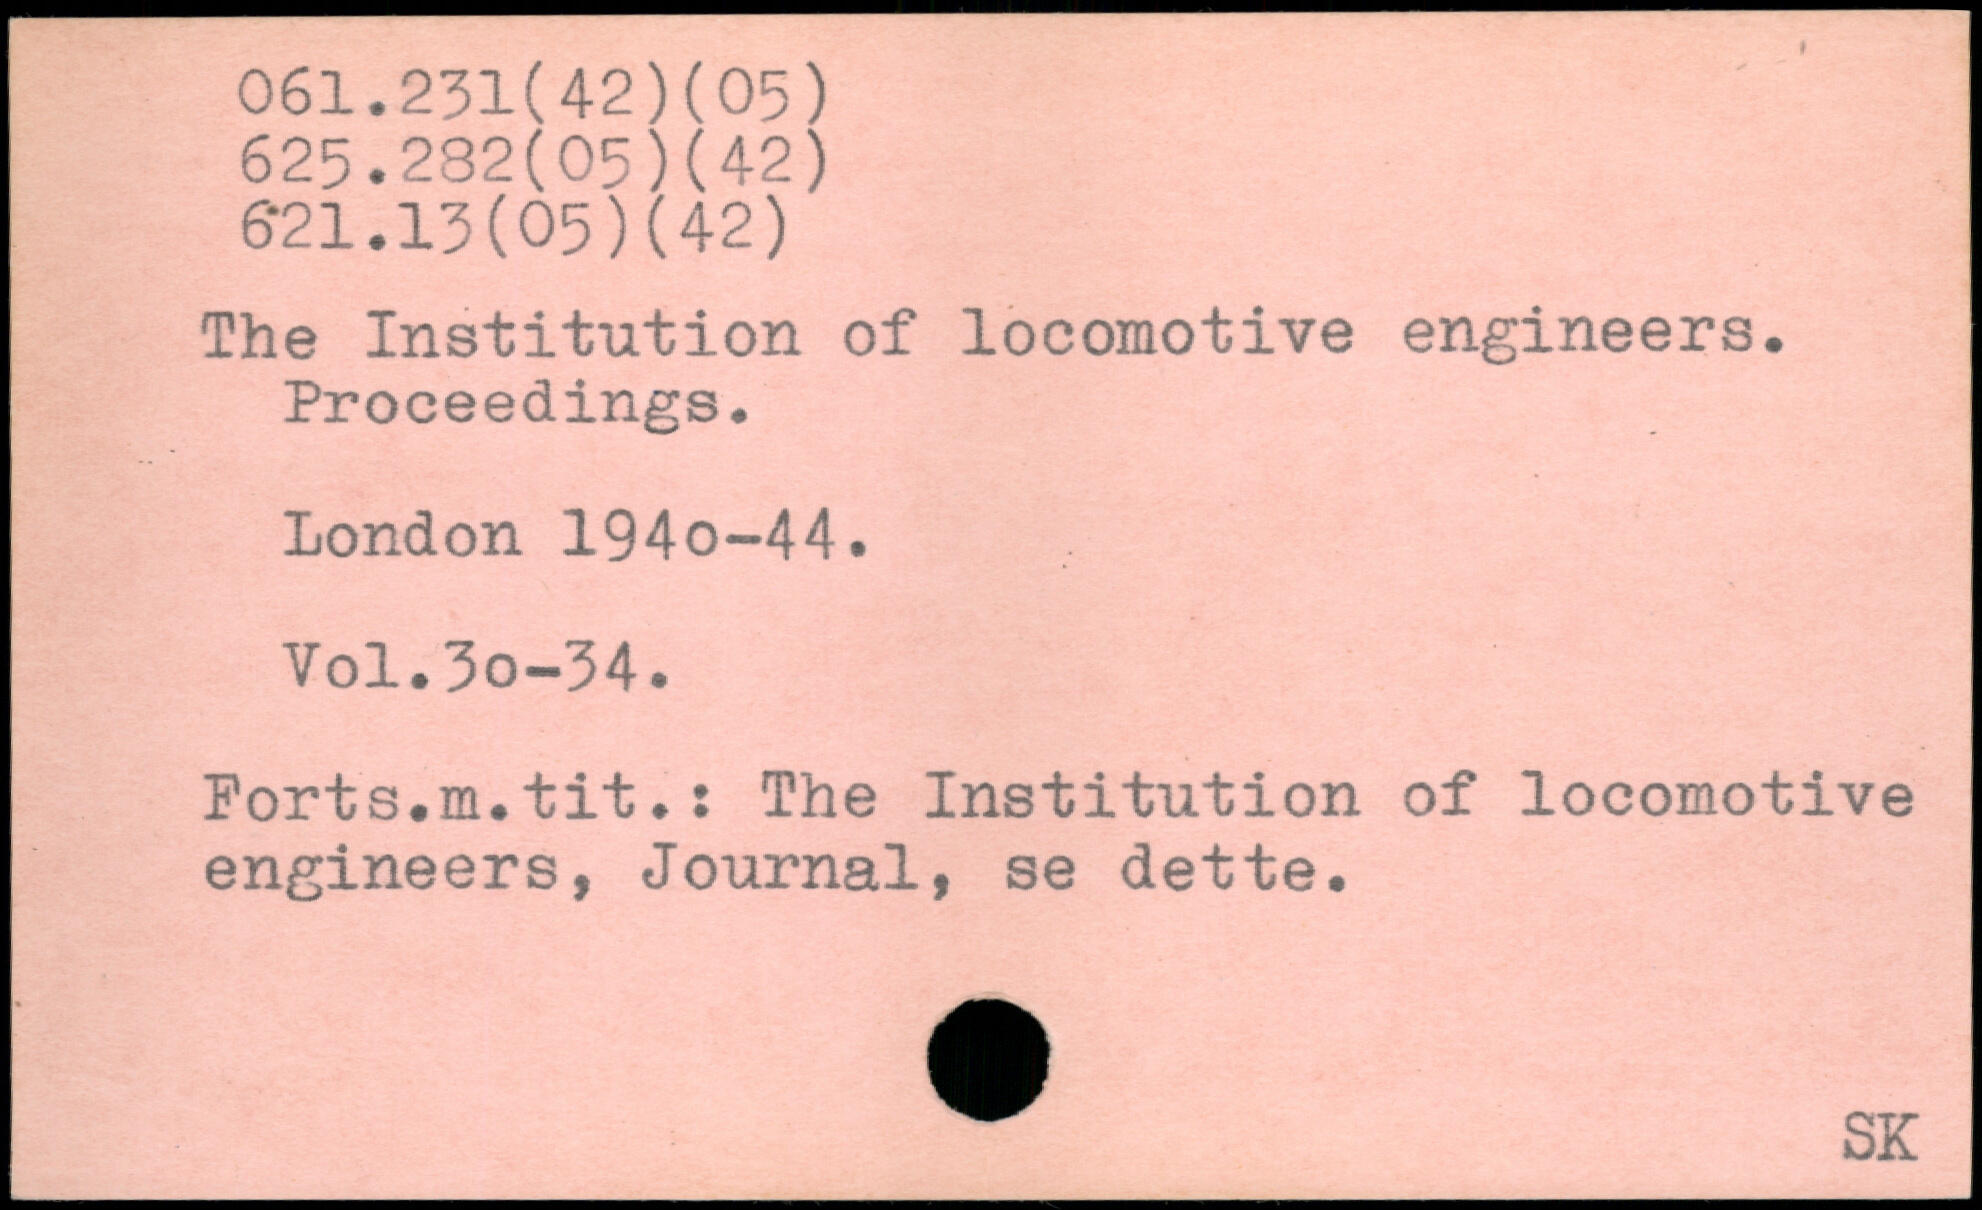 061.231(42)(05)
625.282(05)(42)
621.13(05)(42)
The Institution of locomotive engineers.
Proceedings.
London 194o-44.
Vol.3o-34.
Forts.m.tit.: The Institution of locomotive
engineers, Journal, se dette.
SK